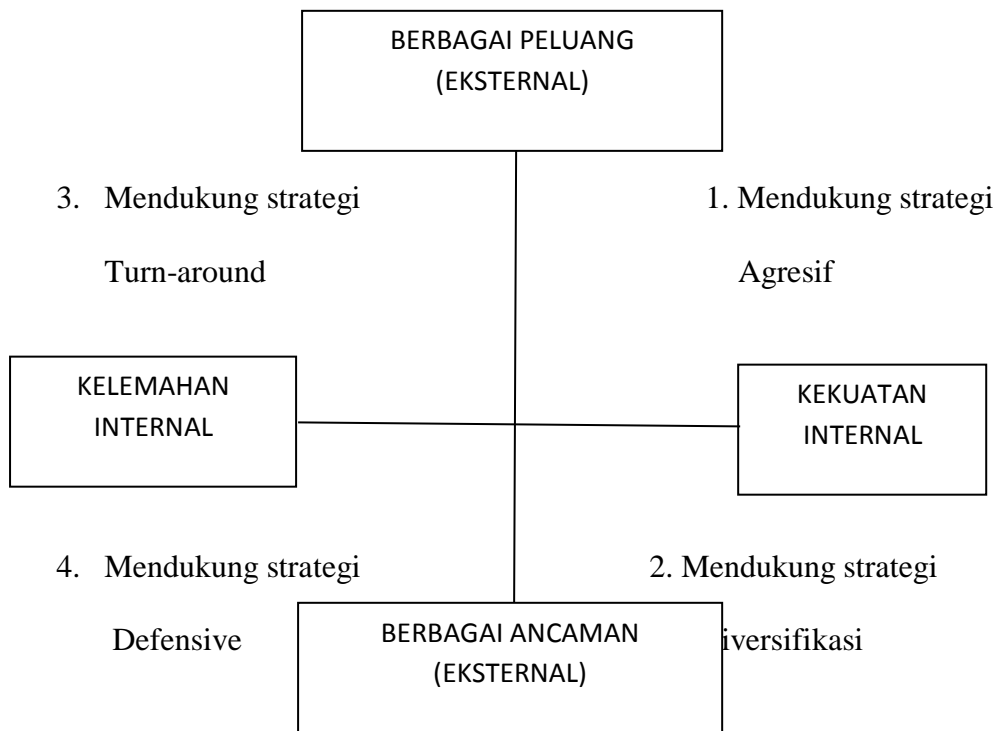 BERBAGAI PELUANG
(EKSTERNAL)
3. Mendukung strategi
Turn-around
1. Mendukung strategi
Agresif
KELEMAHAN
INTERNAL
KEKUATAN
INTERNAL
4. Mendukung strategi
Defensive
2. Mendukung strategi
iversifikasi
BERBAGAI ANCAMAN
(EKSTERNAL)